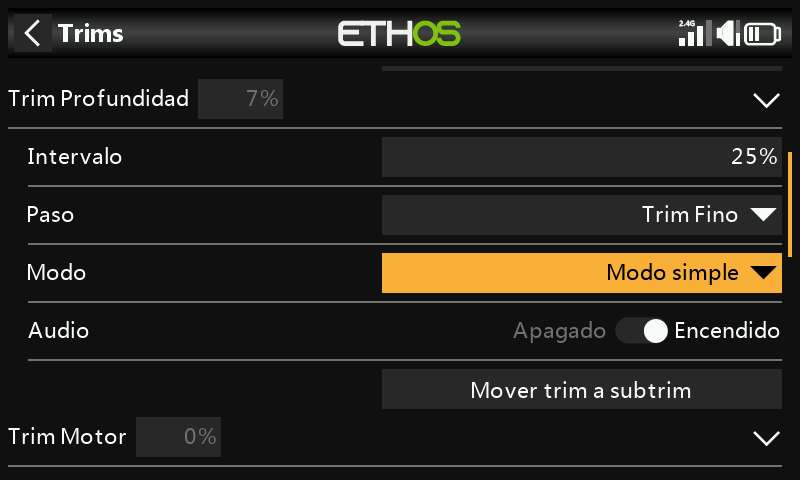 Trims
ETHOS
2.4G
Trim Profundidad 7%
Intervalo 25%
Paso Trim Fino
Modo Modo simple
Audio Apagado Encendido
Mover trim a subtrim
Trim Motor 0%